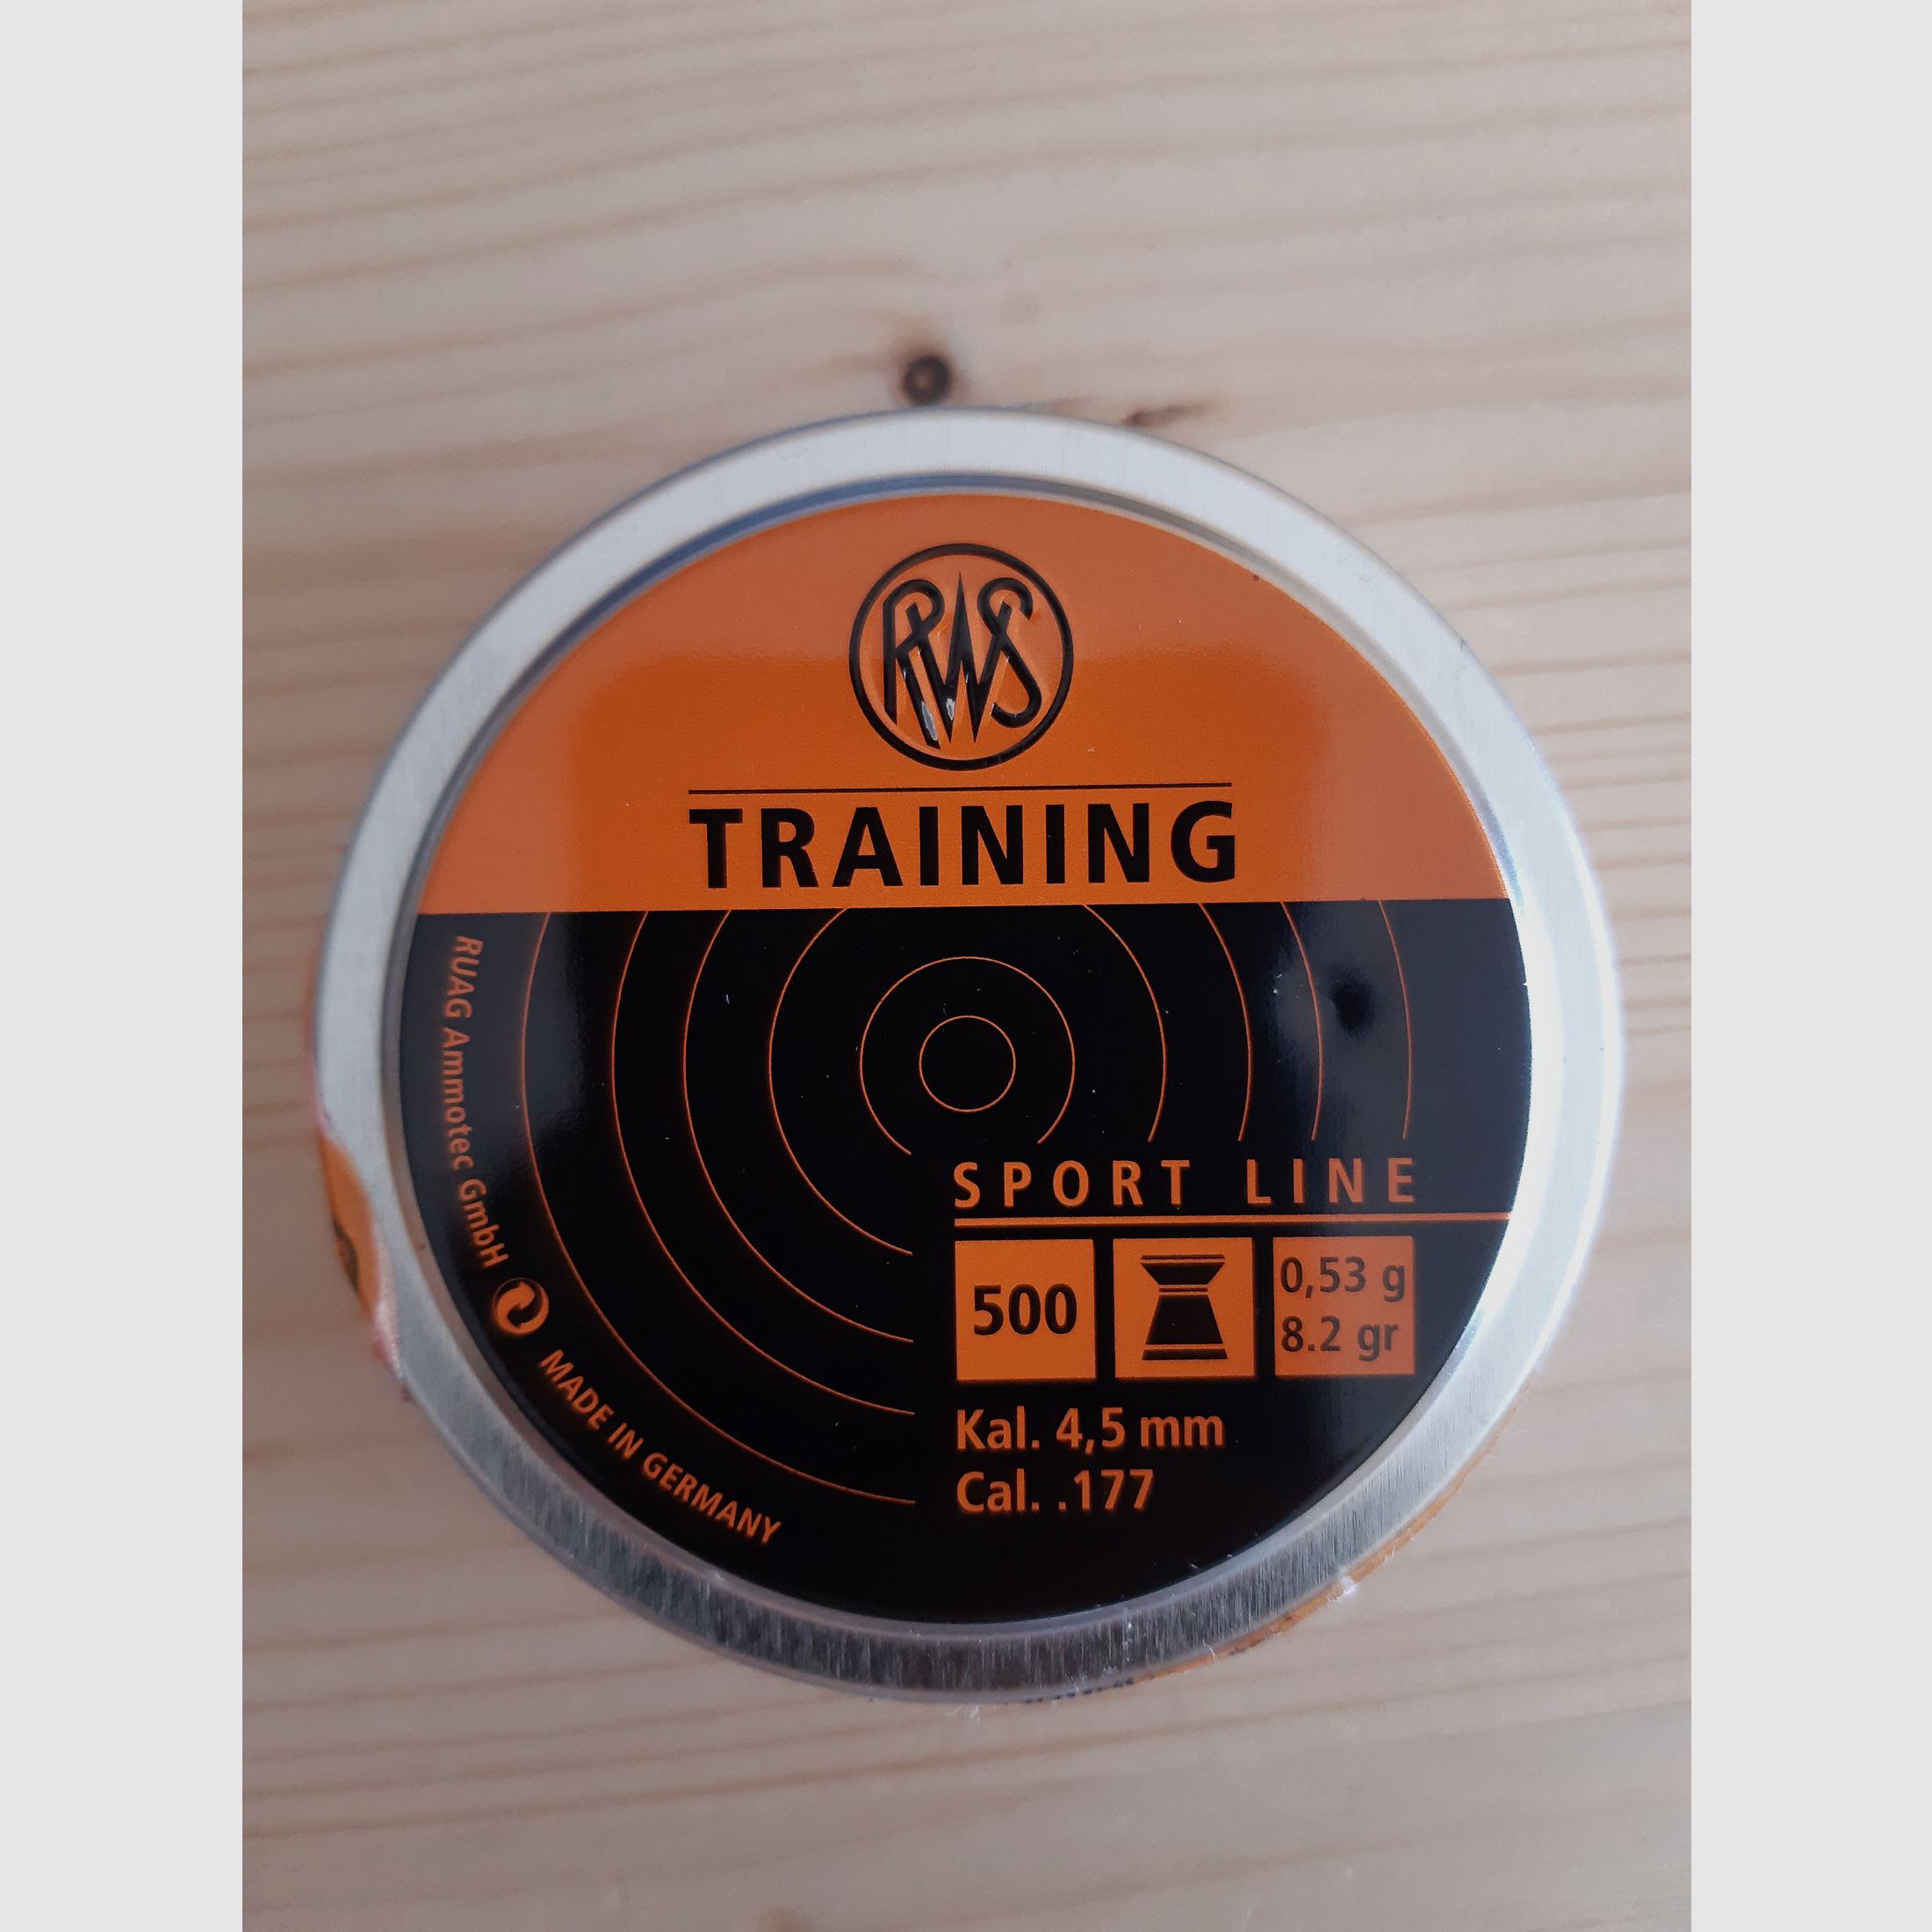 RWS
TRAINING
RUAG Ammotec GmbH
MADE IN GERMANY
SPORT LINE
500
0,53 g
8.2 gr
Kal. 4,5 mm
Cal. .177